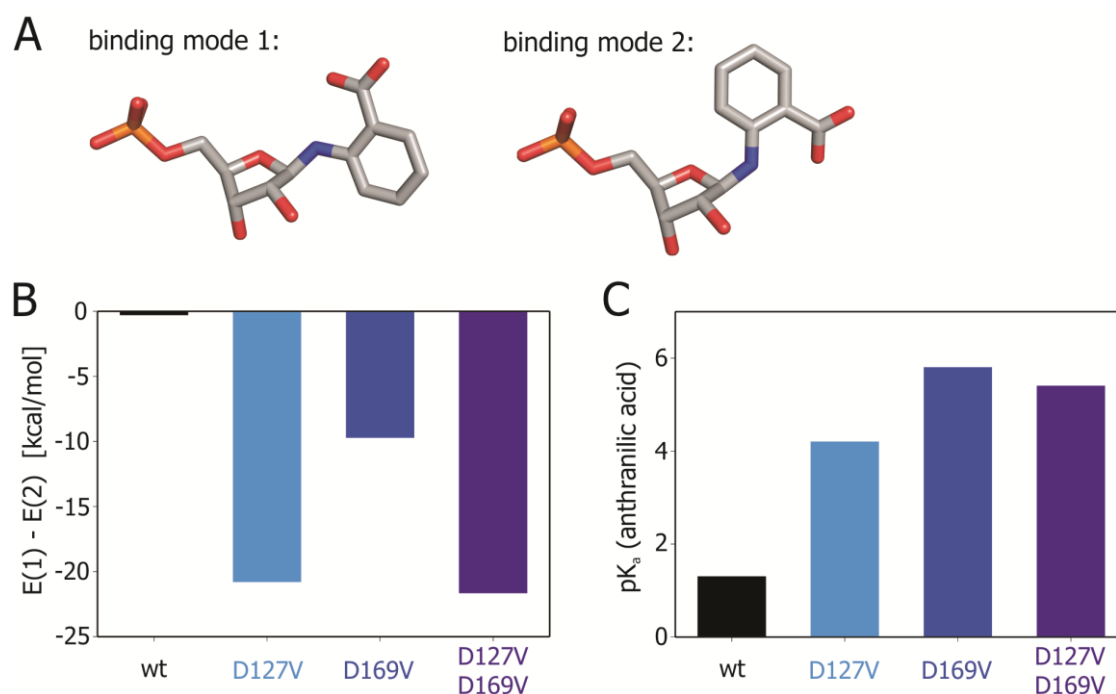 A
binding mode 1:
binding mode 2:
B
E(1) - E(2) [kcal/mol]
0
-5
-10
-15
-20
-25
wt
D127V
D169V
D127V
D169V
C
pKa (anthranilic acid)
6
4
2
0
wt
D127V
D169V
D127V
D169V